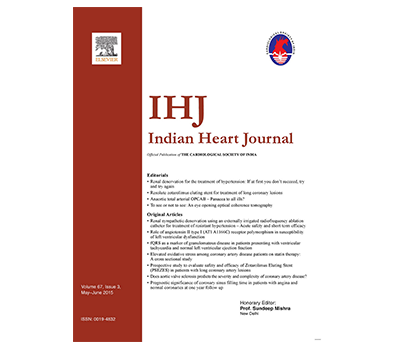 ELSEVIER
IHJ
Indian Heart Journal
Official Publication of THE CARDIOLOGICAL SOCIETY OF INDIA
Editorials
• Renal denervation for the treatment of hypertension: If at first you don't succeed, try
and try again
• Resolute zotarolimus eluting stent for treatment of long coronary lesions
• Anaortic total arterial OPCAB – Panacea to all ills?
• To see or not to see: An eye opening optical coherence tomography
Original Articles
• Renal sympathetic denervation using an externally irrigated radiofrequency ablation
catheter for treatment of resistant hypertension – Acute safety and short term efficacy
• Role of angiotensin II type I (AT1 A1166C) receptor polymorphism in susceptibility
of left ventricular dysfunction
• fQRS as a marker of granulomatous disease in patients presenting with ventricular
tachycardia and normal left ventricular ejection fraction
• Elevated oxidative stress among coronary artery disease patients on statin therapy:
A cross sectional study
• Prospective study to evaluate safety and efficacy of Zotarolimus Eluting Stent
(PSEZES) in patients with long coronary artery lesions
• Does aortic valve sclerosis predicts the severity and complexity of coronary artery disease?
• Prognostic significance of coronary sinus filling time in patients with angina and
normal coronaries at one year follow up
Volume 67, Issue 3,
May–June 2015
ISSN: 0019-4832
Honorary Editor:
Prof. Sundeep Mishra
New Delhi